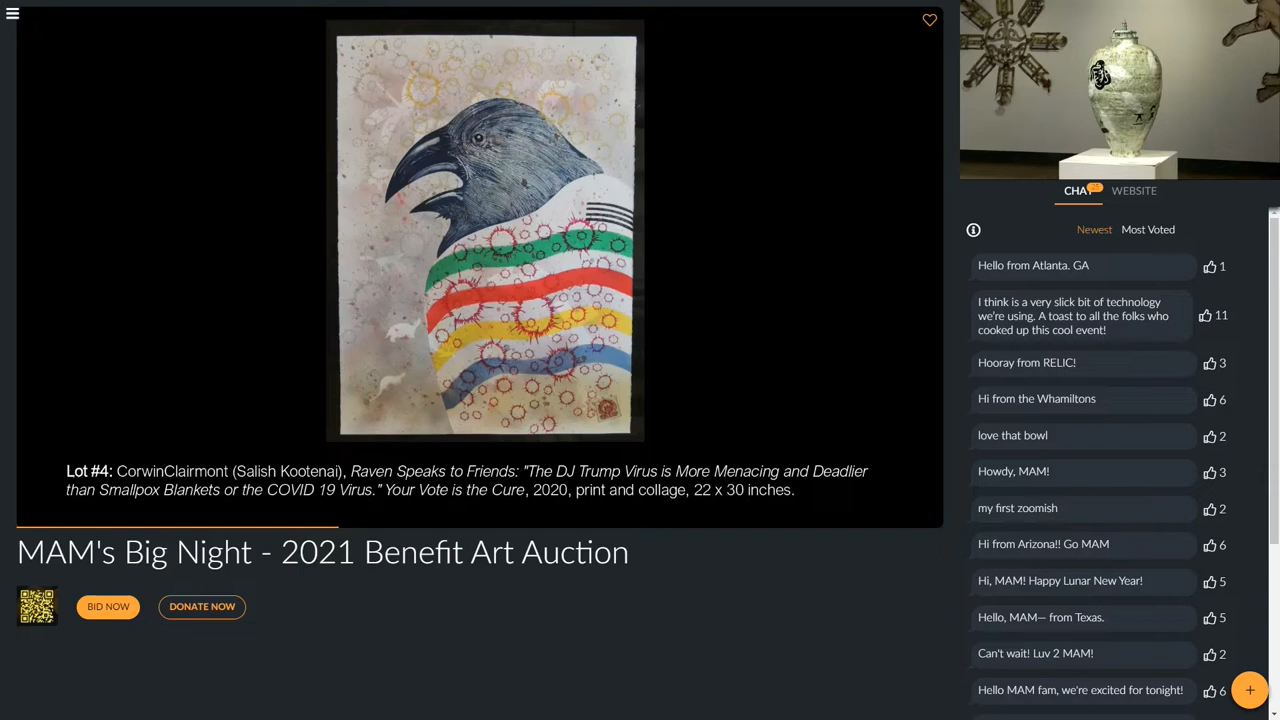 Lot #4: CorwinClairmont (Salish Kootenai), Raven Speaks to Friends: "The DJ Trump Virus is More Menacing and Deadlier
than Smallpox Blankets or the COVID 19 Virus." Your Vote is the Cure, 2020, print and collage, 22 x 30 inches.
MAM's Big Night - 2021 Benefit Art Auction
BID NOW
DONATE NOW
CHAT
WEBSITE
Newest
Most Voted
Hello from Atlanta. GA
1
I think is a very slick bit of technology
we're using. A toast to all the folks who
cooked up this cool event!
11
Hooray from RELIC!
3
Hi from the Whamiltons
6
love that bowl
2
Howdy, MAM!
3
my first zoomish
2
Hi from Arizona!! Go MAM
6
Hi, MAM! Happy Lunar New Year!
5
Hello, MAM— from Texas.
5
Can't wait! Luv 2 MAM!
2
Hello MAM fam, we're excited for tonight!
6